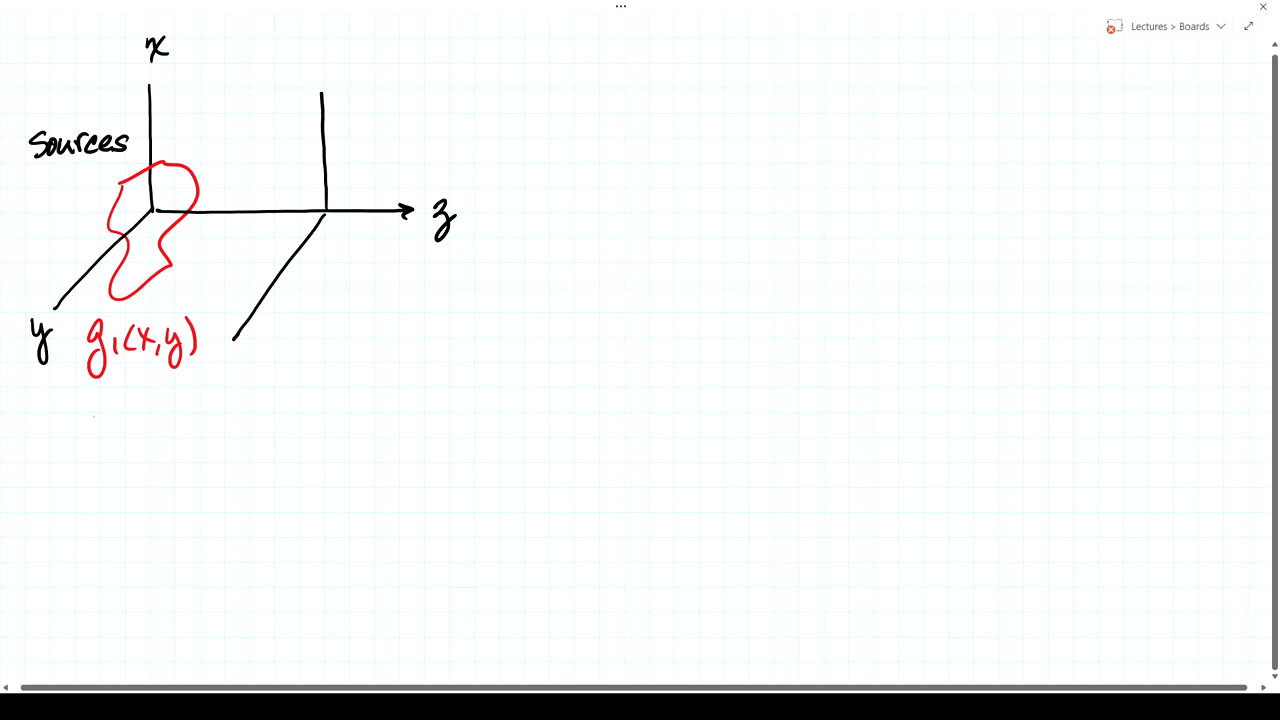 Lectures > Boards
x
Sources
z
y
g₁(x,y)